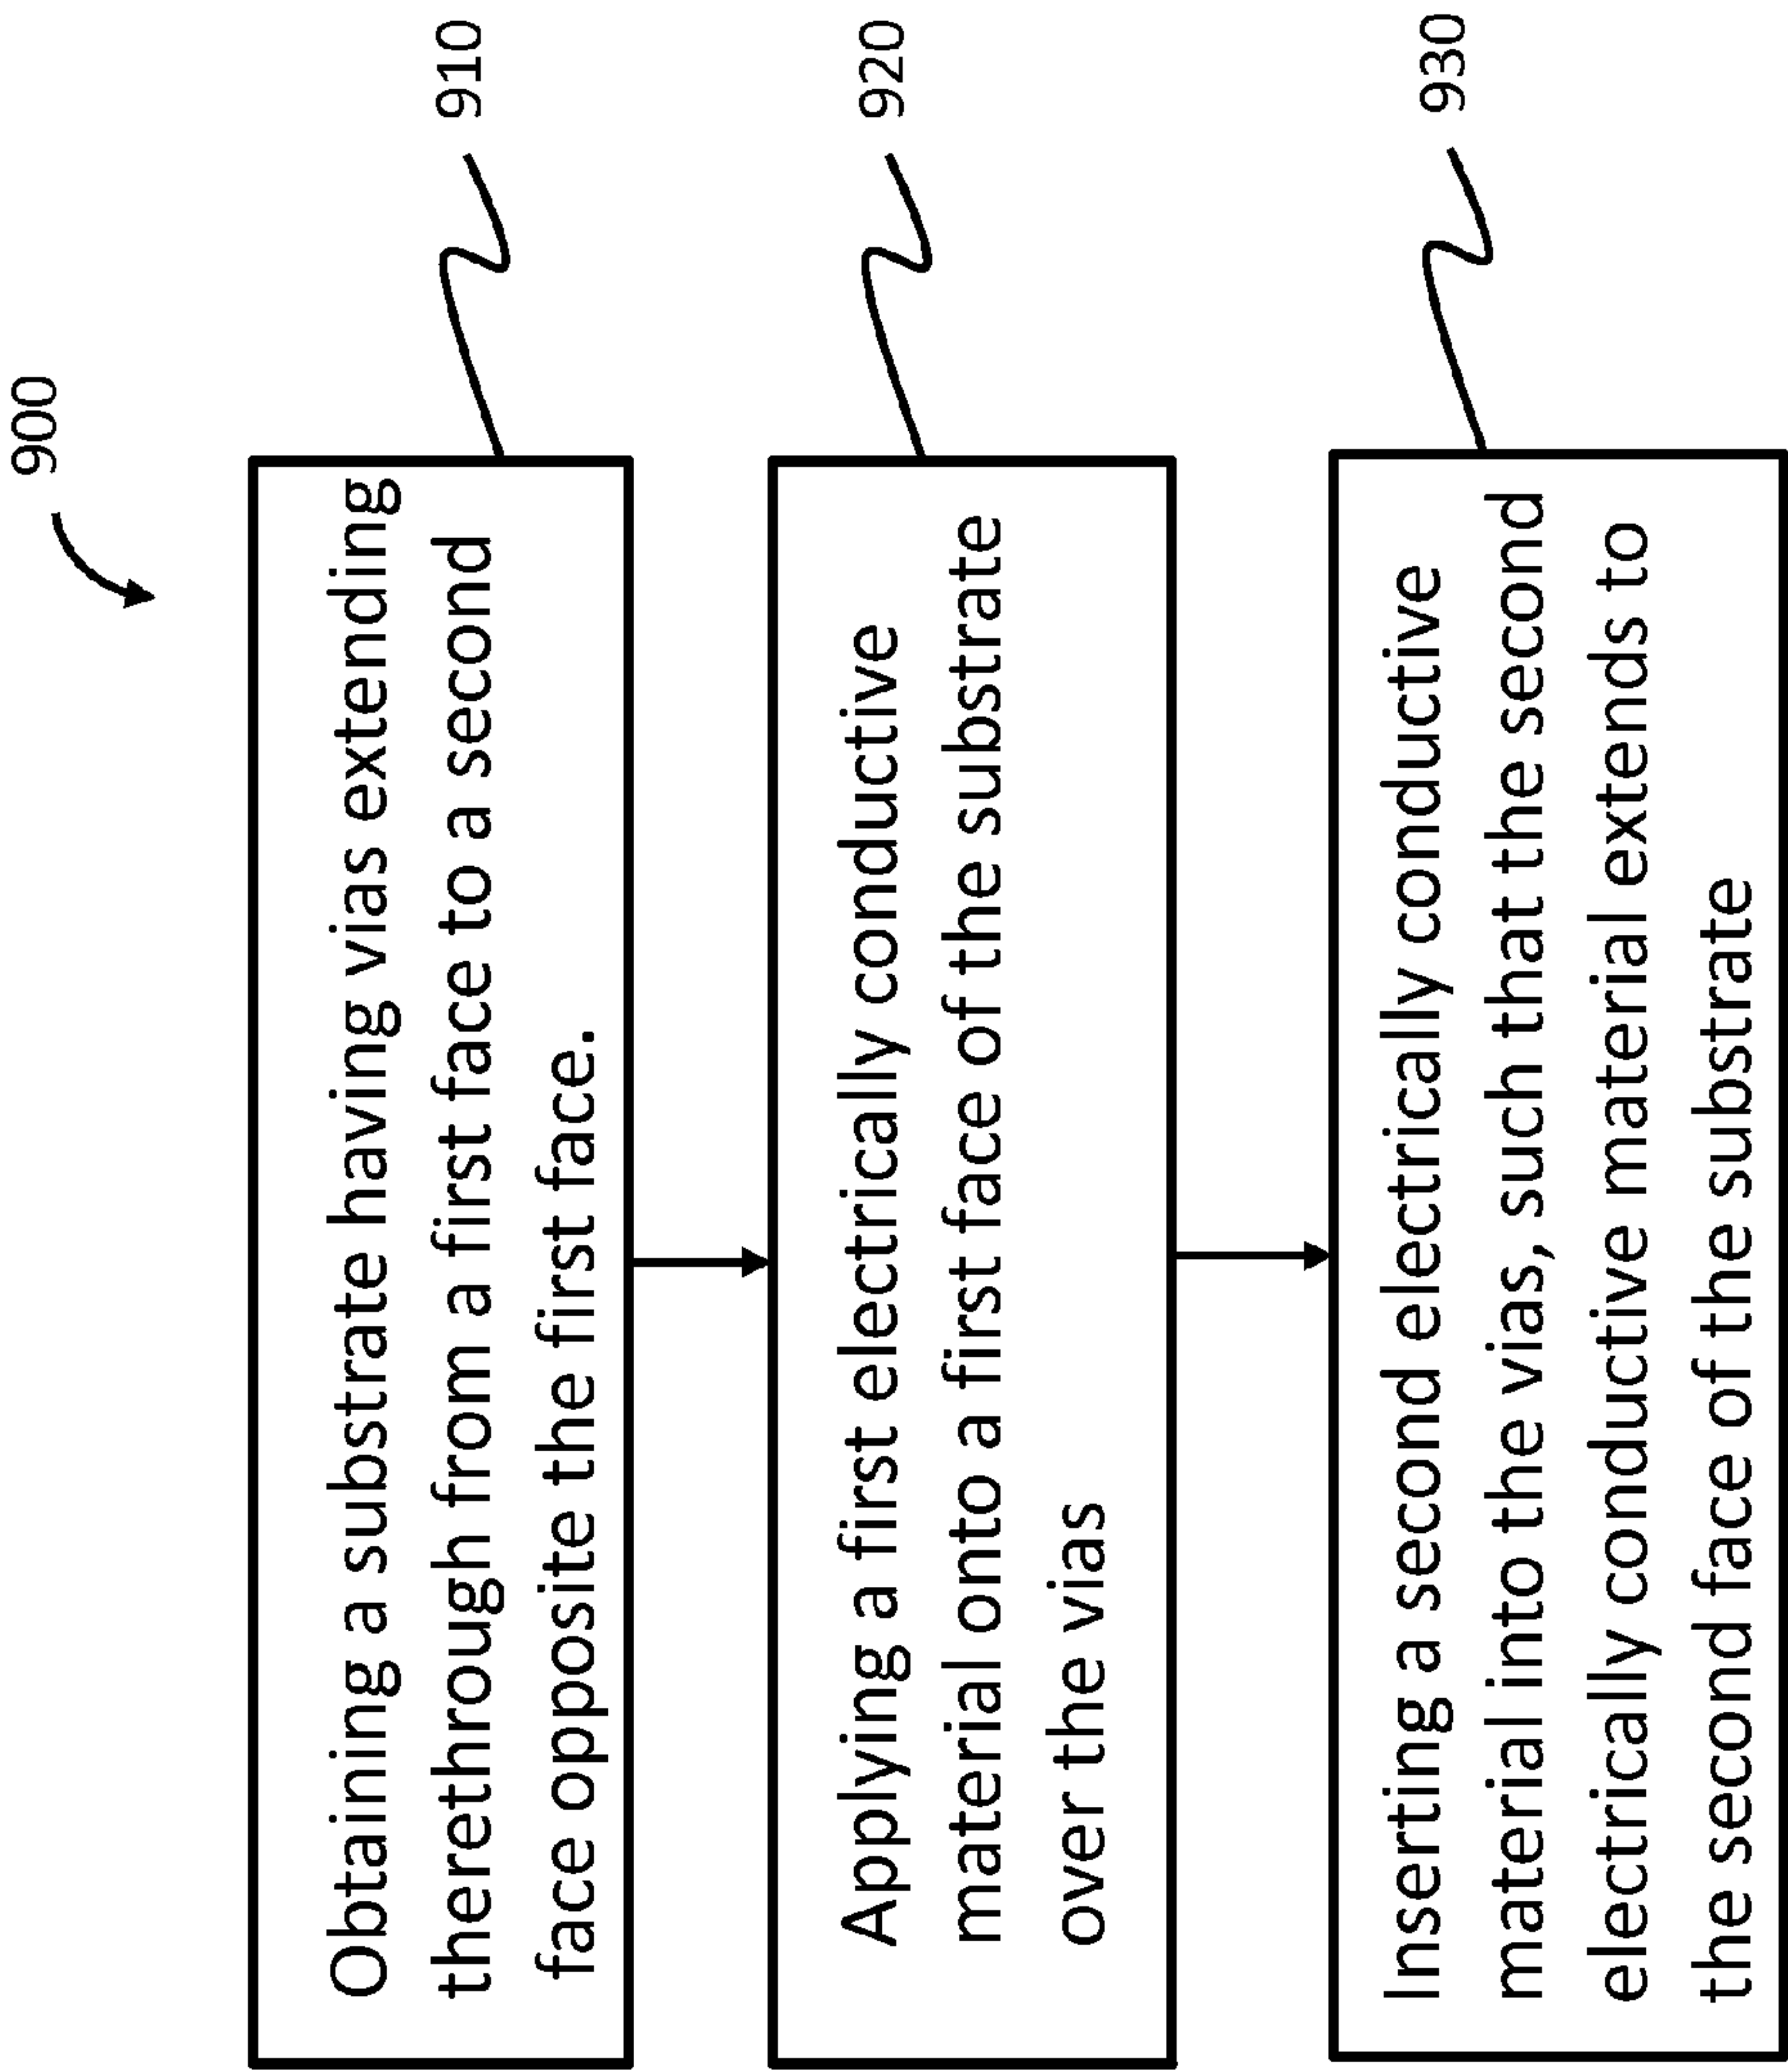 900
Obtaining a substrate having vias extending
therethrough from a first face to a second
face opposite the first face.
910
Applying a first electrically conductive
material onto a first face of the substrate
over the vias
920
Inserting a second electrically conductive
material into the vias, such that the second
electrically conductive material extends to
the second face of the substrate
930